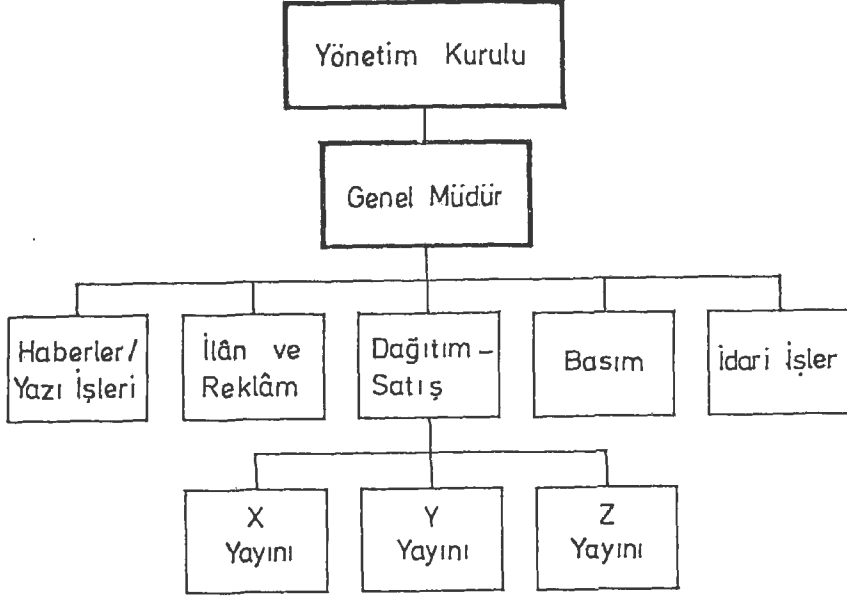 Yönetim Kurulu
Genel Müdür
Haberler/
Yazı İşleri
İlân ve
Reklâm
Dağıtım –
Satış
Basım
İdari İşler
X
Yayını
Y
Yayını
Z
Yayını